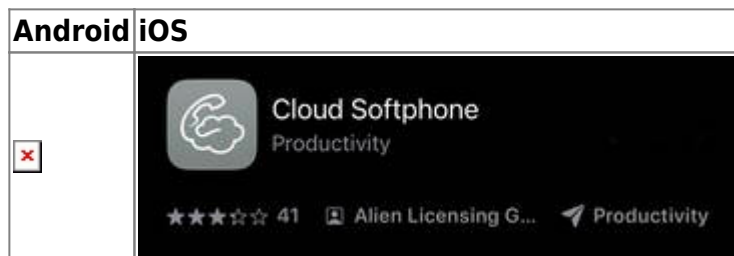 Android iOS
Cloud Softphone
Productivity
★★★☆☆ 41 Alien Licensing G... Productivity